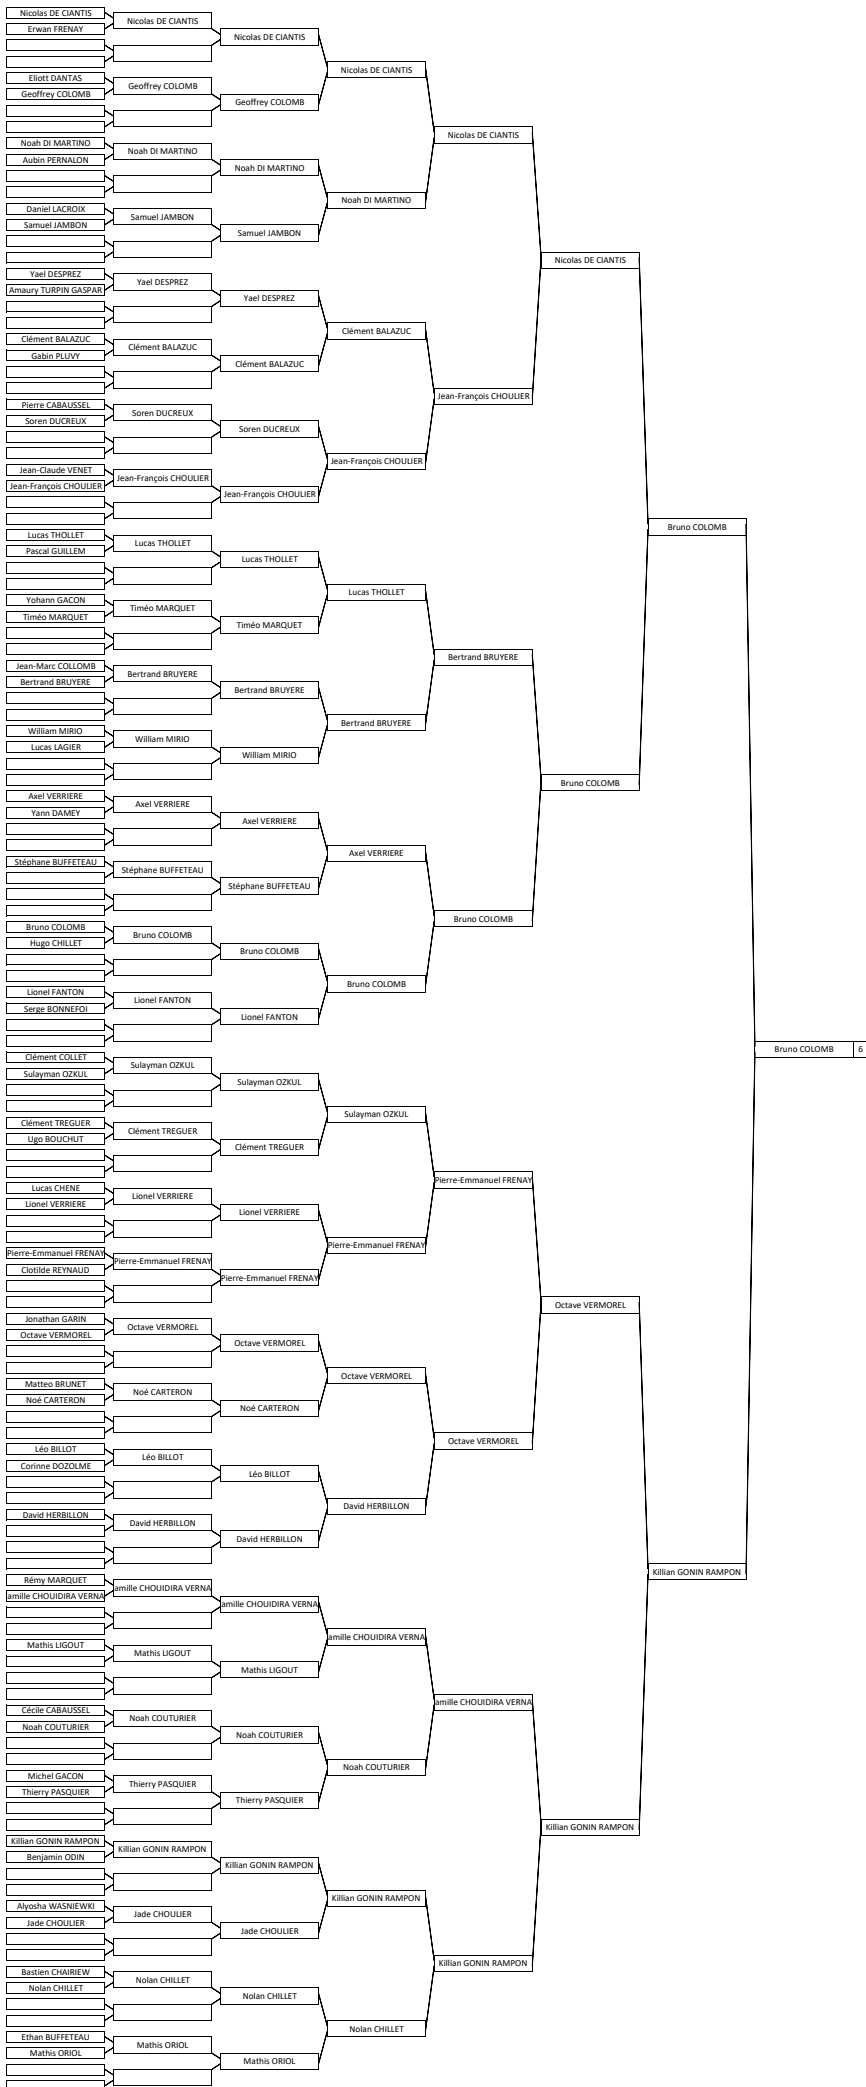 Nicolas DE CIANTIS
Erwan FRENAY
Eliott DANTAS
Geoffrey COLOMB
Noah DI MARTINO
Aubin PERNALON
Daniel LACROIX
Samuel JAMBON
Yael DESPREZ
Amaury TURPIN GASPAR
Clément BALAZUC
Gabin PLUVY
Pierre CABAUSSEL
Soren DUCREUX
Jean-Claude VENET
Jean-François CHOULIER
Lucas THOLLET
Pascal GUILLEM
Yohann GACON
Timéo MARQUET
Jean-Marc COLLOMB
Bertrand BRUYERE
William MIRIO
Lucas LAGIER
Axel VERRIERE
Yann DAMEY
Stéphane BUFFETEAU
Bruno COLOMB
Hugo CHILLET
Lionel FANTON
Serge BONNEFOI
Clément COLLET
Sulayman OZKUL
Clément TREGUER
Ugo BOUCHUT
Lucas CHENE
Lionel VERRIERE
Pierre-Emmanuel FRENAY
Clotilde REYNAUD
Jonathan GARIN
Octave VERMOREL
Matteo BRUNET
Noé CARTERON
Léo BILLOT
Corinne DOZOLME
David HERBILLON
Rémy MARQUET
amille CHOUIDIRA VERNA
Mathis LIGOUT
Cécile CABAUSSEL
Noah COUTURIER
Michel GACON
Thierry PASQUIER
Killian GONIN RAMPON
Benjamin ODIN
Alyosha WASNIEWKI
Jade CHOULIER
Bastien CHAIRIEW
Nolan CHILLET
Ethan BUFFETEAU
Mathis ORIOL
Nicolas DE CIANTIS
Geoffrey COLOMB
Noah DI MARTINO
Samuel JAMBON
Yael DESPREZ
Clément BALAZUC
Soren DUCREUX
Jean-François CHOULIER
Lucas THOLLET
Timéo MARQUET
Bertrand BRUYERE
William MIRIO
Axel VERRIERE
Stéphane BUFFETEAU
Bruno COLOMB
Lionel FANTON
Sulayman OZKUL
Clément TREGUER
Lionel VERRIERE
Pierre-Emmanuel FRENAY
Octave VERMOREL
Noé CARTERON
Léo BILLOT
David HERBILLON
amille CHOUIDIRA VERNA
Mathis LIGOUT
Noah COUTURIER
Thierry PASQUIER
Killian GONIN RAMPON
Jade CHOULIER
Nolan CHILLET
Mathis ORIOL
Nicolas DE CIANTIS
Geoffrey COLOMB
Noah DI MARTINO
Samuel JAMBON
Yael DESPREZ
Clément BALAZUC
Soren DUCREUX
Jean-François CHOULIER
Lucas THOLLET
Timéo MARQUET
Bertrand BRUYERE
William MIRIO
Axel VERRIERE
Stéphane BUFFETEAU
Bruno COLOMB
Lionel FANTON
Sulayman OZKUL
Clément TREGUER
Lionel VERRIERE
Pierre-Emmanuel FRENAY
Octave VERMOREL
Noé CARTERON
Léo BILLOT
David HERBILLON
amille CHOUIDIRA VERNA
Mathis LIGOUT
Noah COUTURIER
Thierry PASQUIER
Killian GONIN RAMPON
Jade CHOULIER
Nolan CHILLET
Mathis ORIOL
Nicolas DE CIANTIS
Noah DI MARTINO
Clément BALAZUC
Jean-François CHOULIER
Lucas THOLLET
Bertrand BRUYERE
Axel VERRIERE
Bruno COLOMB
Sulayman OZKUL
Pierre-Emmanuel FRENAY
Octave VERMOREL
David HERBILLON
amille CHOUIDIRA VERNA
Noah COUTURIER
Killian GONIN RAMPON
Nolan CHILLET
Nicolas DE CIANTIS
Jean-François CHOULIER
Bertrand BRUYERE
Bruno COLOMB
Pierre-Emmanuel FRENAY
Octave VERMOREL
amille CHOUIDIRA VERNA
Killian GONIN RAMPON
Nicolas DE CIANTIS
Bruno COLOMB
Octave VERMOREL
Killian GONIN RAMPON
Bruno COLOMB
Killian GONIN RAMPON
Bruno COLOMB 6